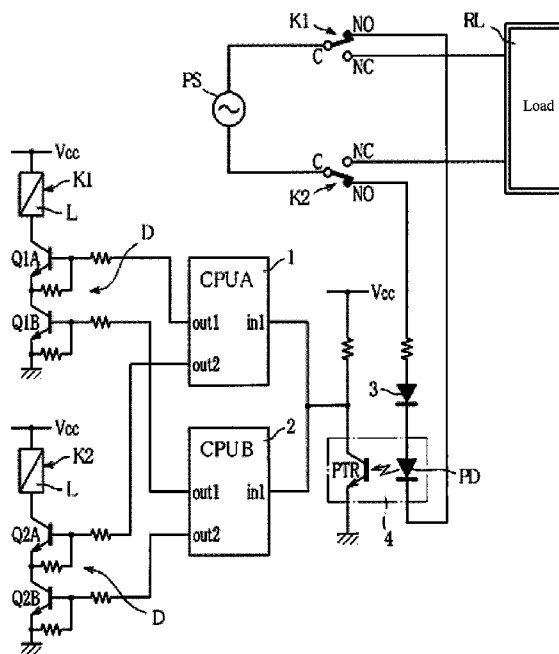 K1
NO
RL
C
NC
PS
Load
NC
C
K2
NO
Vcc
K1
L
D
1
Q1A
CPUA
Vcc
Q1B
out1
in1
out2
3
2
Vcc
CPUB
K2
L
PTR
PD
out1
in1
4
out2
Q2A
Q2B
D